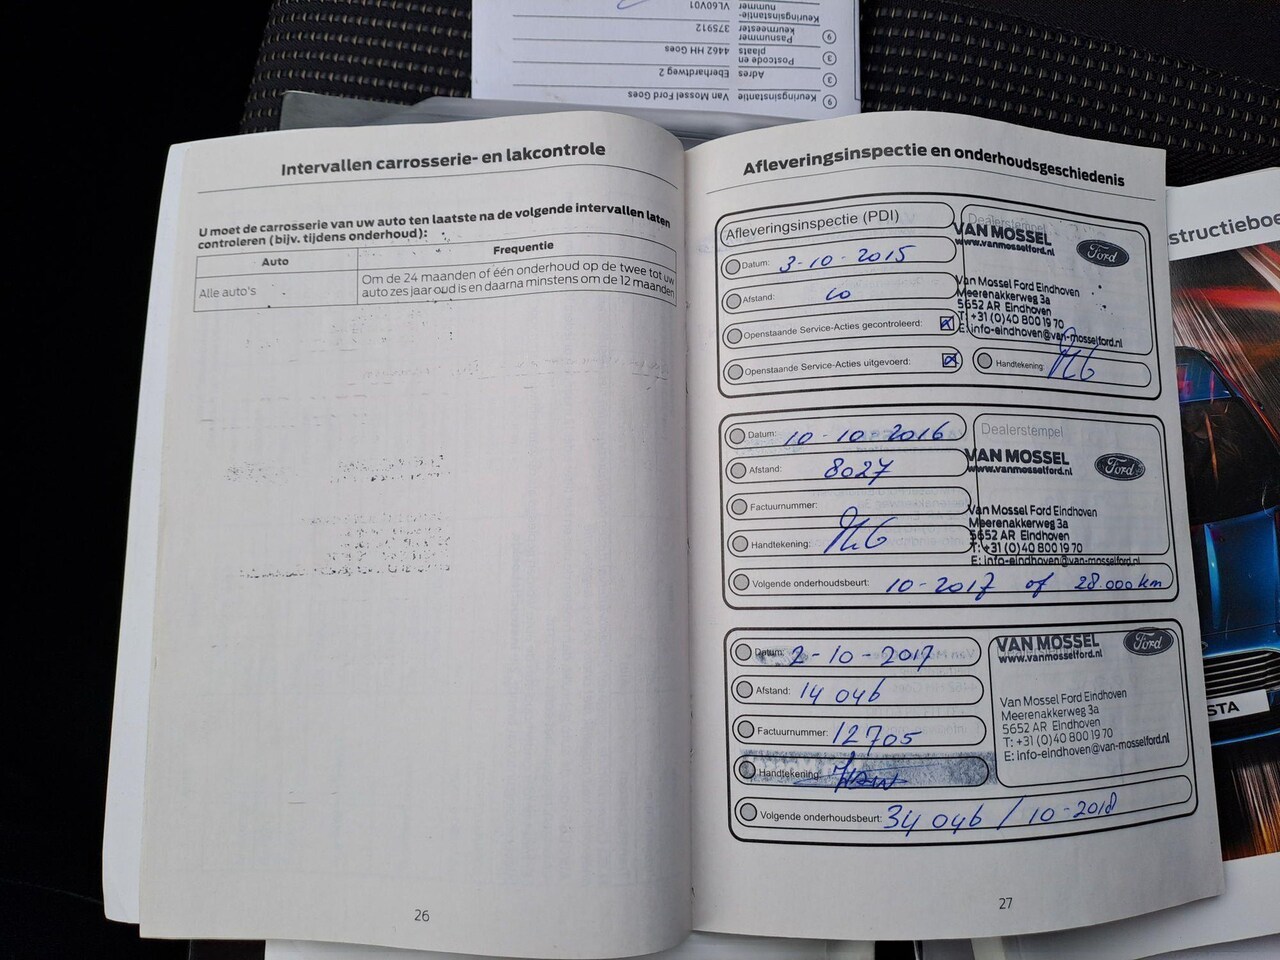 Keuringsinstantie Van Mossel Ford Goes
Adres Eberhardtweg 2
Postcode en plaats 4462 HH Goes
Pasnummer keurmeester 375912
Keuringsinstantie-nummer VL60V01
Intervallen carrosserie- en lakcontrole
U moet de carrosserie van uw auto ten laatste na de volgende intervallen laten
controleren (bijv. tijdens onderhoud):
Auto Frequentie
Alle auto's Om de 24 maanden of één onderhoud op de twee tot uw
auto zes jaar oud is en daarna minstens om de 12 maanden
26
Afleveringsinspectie en onderhoudsgeschiedenis
Afleveringsinspectie (PDI)
Datum: 3-10-2015
Afstand: 10
Openstaande Service-Acties gecontroleerd:
Openstaande Service-Acties uitgevoerd:
Dealerstempel
VAN MOSSEL
www.vanmosselford.nl
Ford
Van Mossel Ford Eindhoven
Meerenakkerweg 3a
5652 AR Eindhoven
T: +31 (0)40 800 19 70
E: info-eindhoven@van-mosselford.nl
Handtekening:
Datum: 10-10-2016
Afstand: 8027
Factuurnummer:
Handtekening:
Dealerstempel
VAN MOSSEL
www.vanmosselford.nl
Ford
Van Mossel Ford Eindhoven
Meerenakkerweg 3a
5652 AR Eindhoven
T: +31 (0)40 800 19 70
E: info-eindhoven@van-mosselford.nl
Volgende onderhoudsbeurt: 10-2017 of 28.000 km
Datum: 2-10-2017
Afstand: 14 046
Factuurnummer: 12705
Handtekening:
VAN MOSSEL
www.vanmosselford.nl
Ford
Van Mossel Ford Eindhoven
Meerenakkerweg 3a
5652 AR Eindhoven
T: +31 (0)40 800 19 70
E: info-eindhoven@van-mosselford.nl
Volgende onderhoudsbeurt: 34 046 / 10-2018
27
structieboe
STA